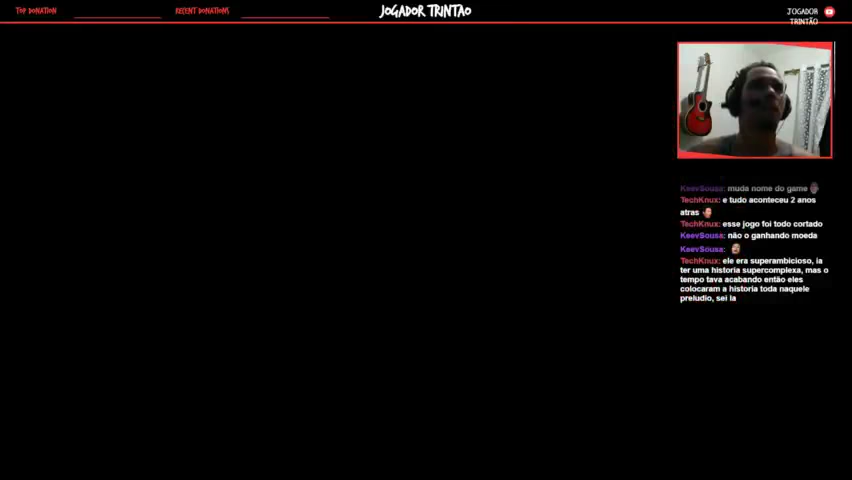 TOP DONATION
RECENT DONATIONS
JOGADOR TRINTAO
JOGADOR
TRINTÃO
KeevSousa: muda nome do game
TechKnux: e tudo aconteceu 2 anos
atras
TechKnux: esse jogo foi todo cortado
KeevSousa: não o ganhando moeda
KeevSousa:
TechKnux: ele era superambicioso, ia
ter uma historia supercomplexa, mas o
tempo tava acabando então eles
colocaram a historia toda naquele
preludio, sei la